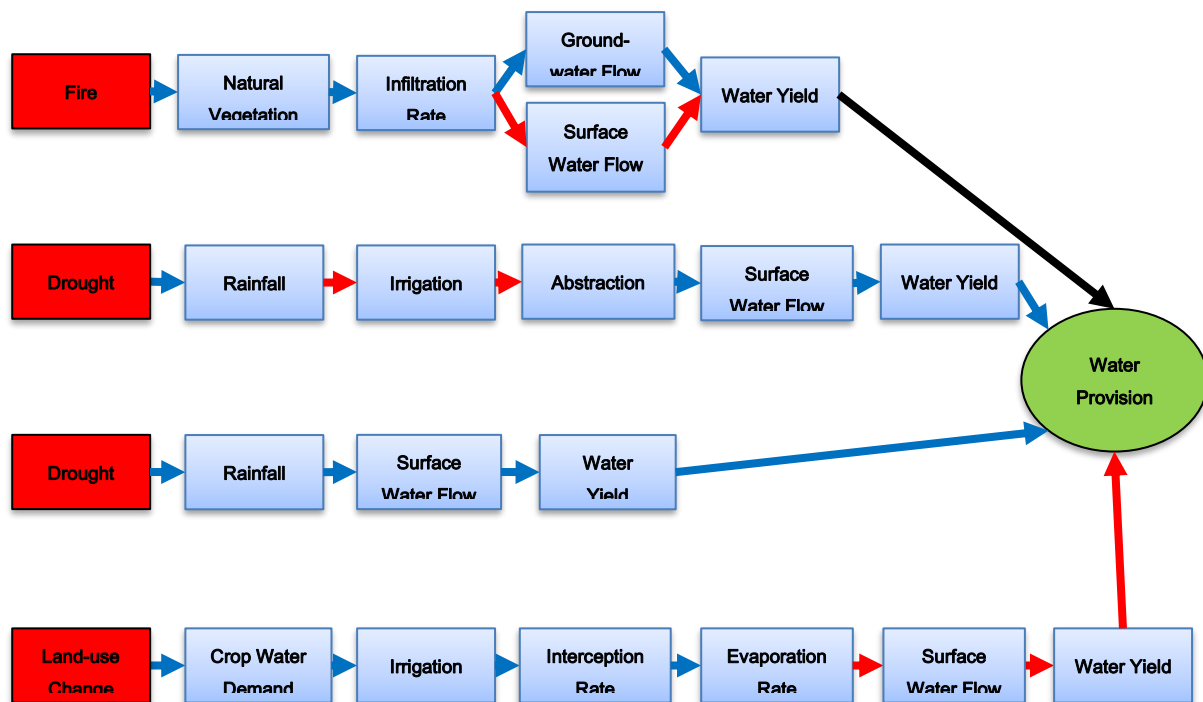 Fire
Natural
Vegetation
Infiltration
Rate
Ground-
water Flow
Surface
Water Flow
Water Yield
Drought
Rainfall
Irrigation
Abstraction
Surface
Water Flow
Water Yield
Water
Provision
Drought
Rainfall
Surface
Water Flow
Water
Yield
Land-use
Change
Crop Water
Demand
Irrigation
Interception
Rate
Evaporation
Rate
Surface
Water Flow
Water Yield